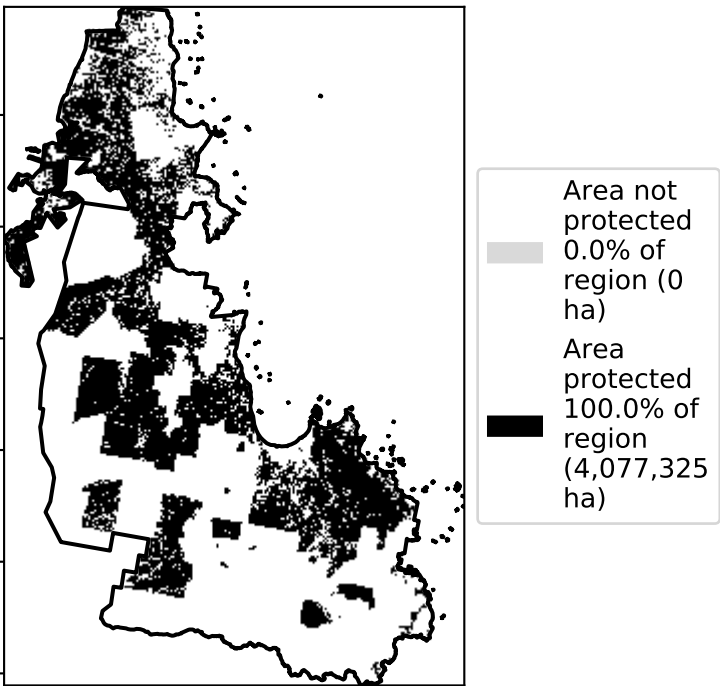 Area not
protected
0.0% of
region (0
ha)
Area
protected
100.0% of
region
(4,077,325
ha)